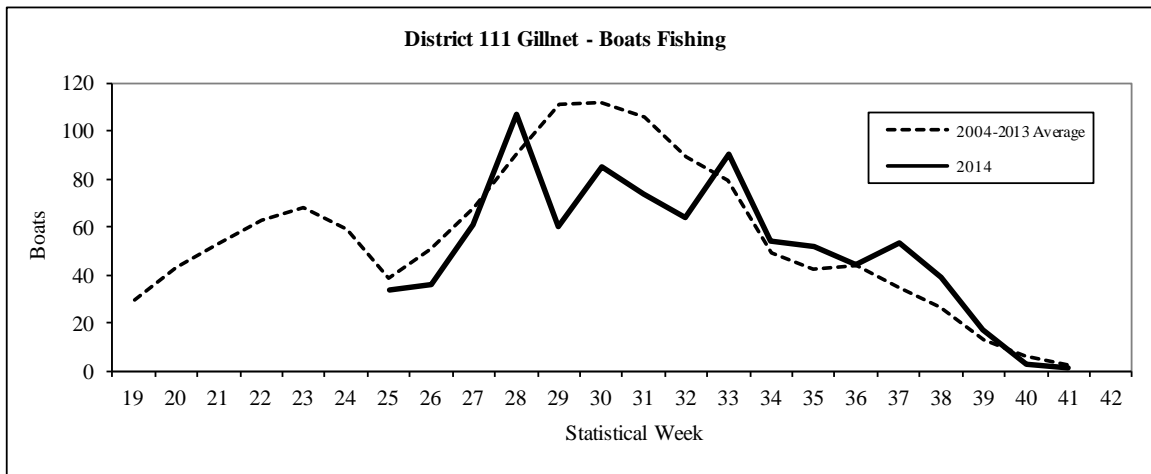 District 111 Gillnet - Boats Fishing
120
100
80
60
40
20
0
Boats
2004-2013 Average
2014
19 20 21 22 23 24 25 26 27 28 29 30 31 32 33 34 35 36 37 38 39 40 41 42
Statistical Week